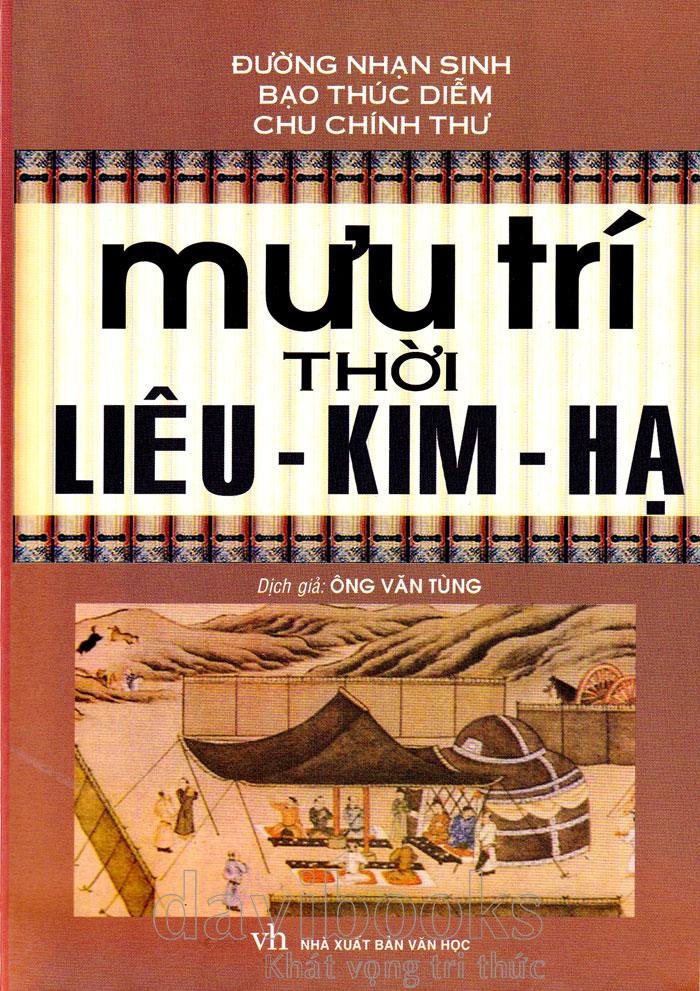 ĐƯỜNG NHẠN SINH
BẠO THÚC DIỄM
CHU CHÍNH THƯ
mưu trí
THỜI
LIÊU - KIM - HẠ
Dịch giả: ÔNG VĂN TÙNG
davibooks
vh NHÀ XUẤT BẢN VĂN HỌC
Khát vọng tri thức